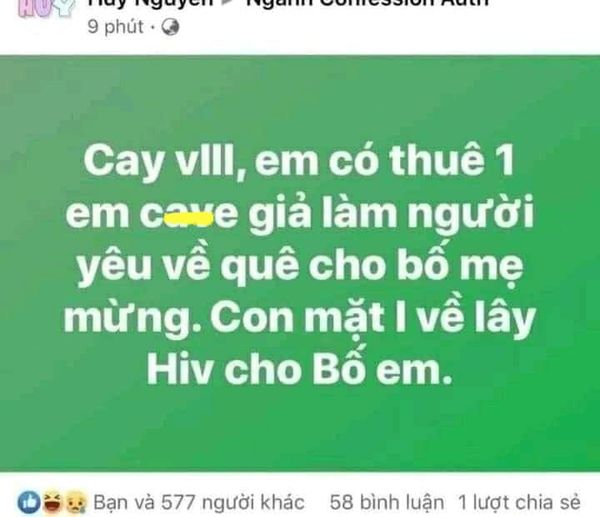 HUY
Huy Nguyễn ▸ Ngành Confession Auth
9 phút ·
Cay vlll, em có thuê 1
em cave giả làm người
yêu về quê cho bố mẹ
mừng. Con mặt l về lây
Hiv cho Bố em.
Bạn và 577 người khác 58 bình luận 1 lượt chia sẻ